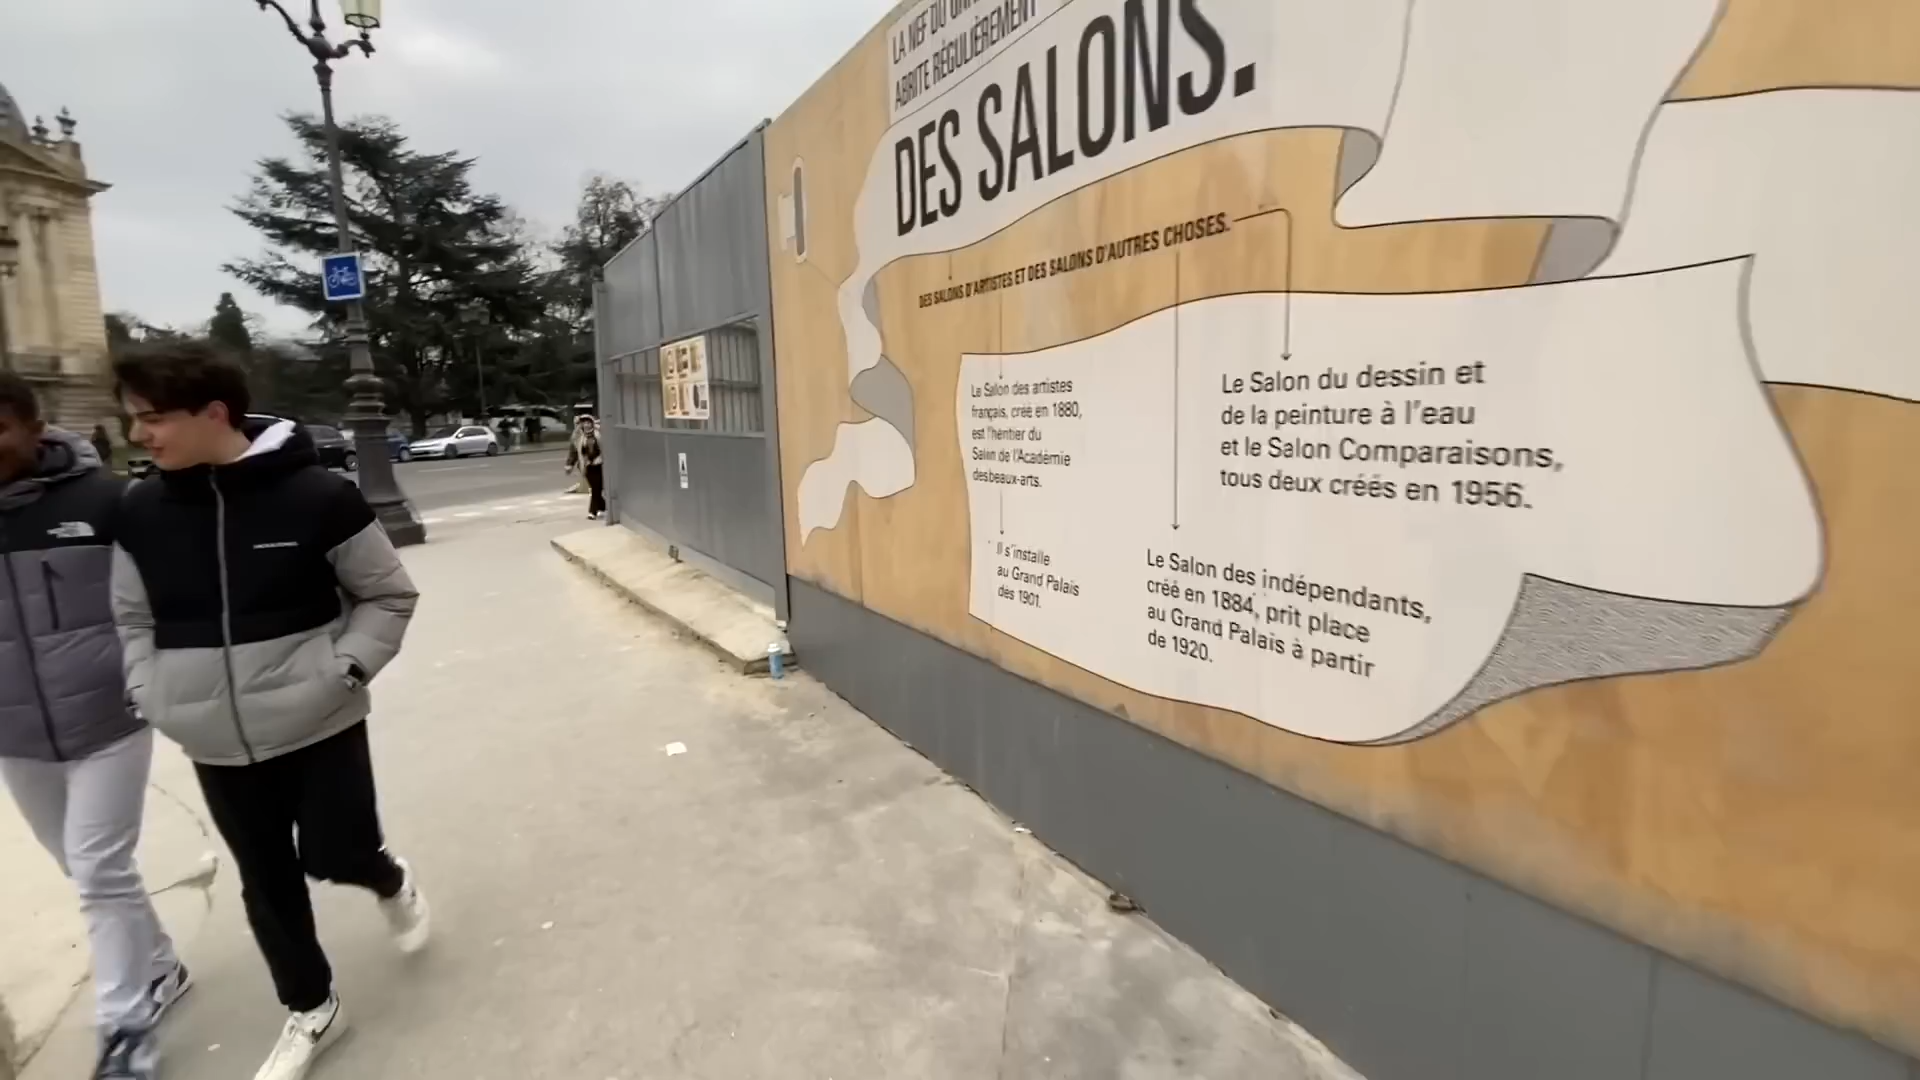 LA NEF DU
ABRITE RÉGULIÈREMENT
DES SALONS.
DES SALONS D'ARTISTES ET DES SALONS D'AUTRES CHOSES.
Le Salon des artistes
français, créé en 1880,
est l'héritier du
Salon de l'Académie
des beaux-arts.
Il s'installe
au Grand Palais
dès 1901.
Le Salon du dessin et
de la peinture à l'eau
et le Salon Comparaisons,
tous deux créés en 1956.
Le Salon des indépendants,
créé en 1884, prit place
au Grand Palais à partir
de 1920.
THE
NORTH
FACE